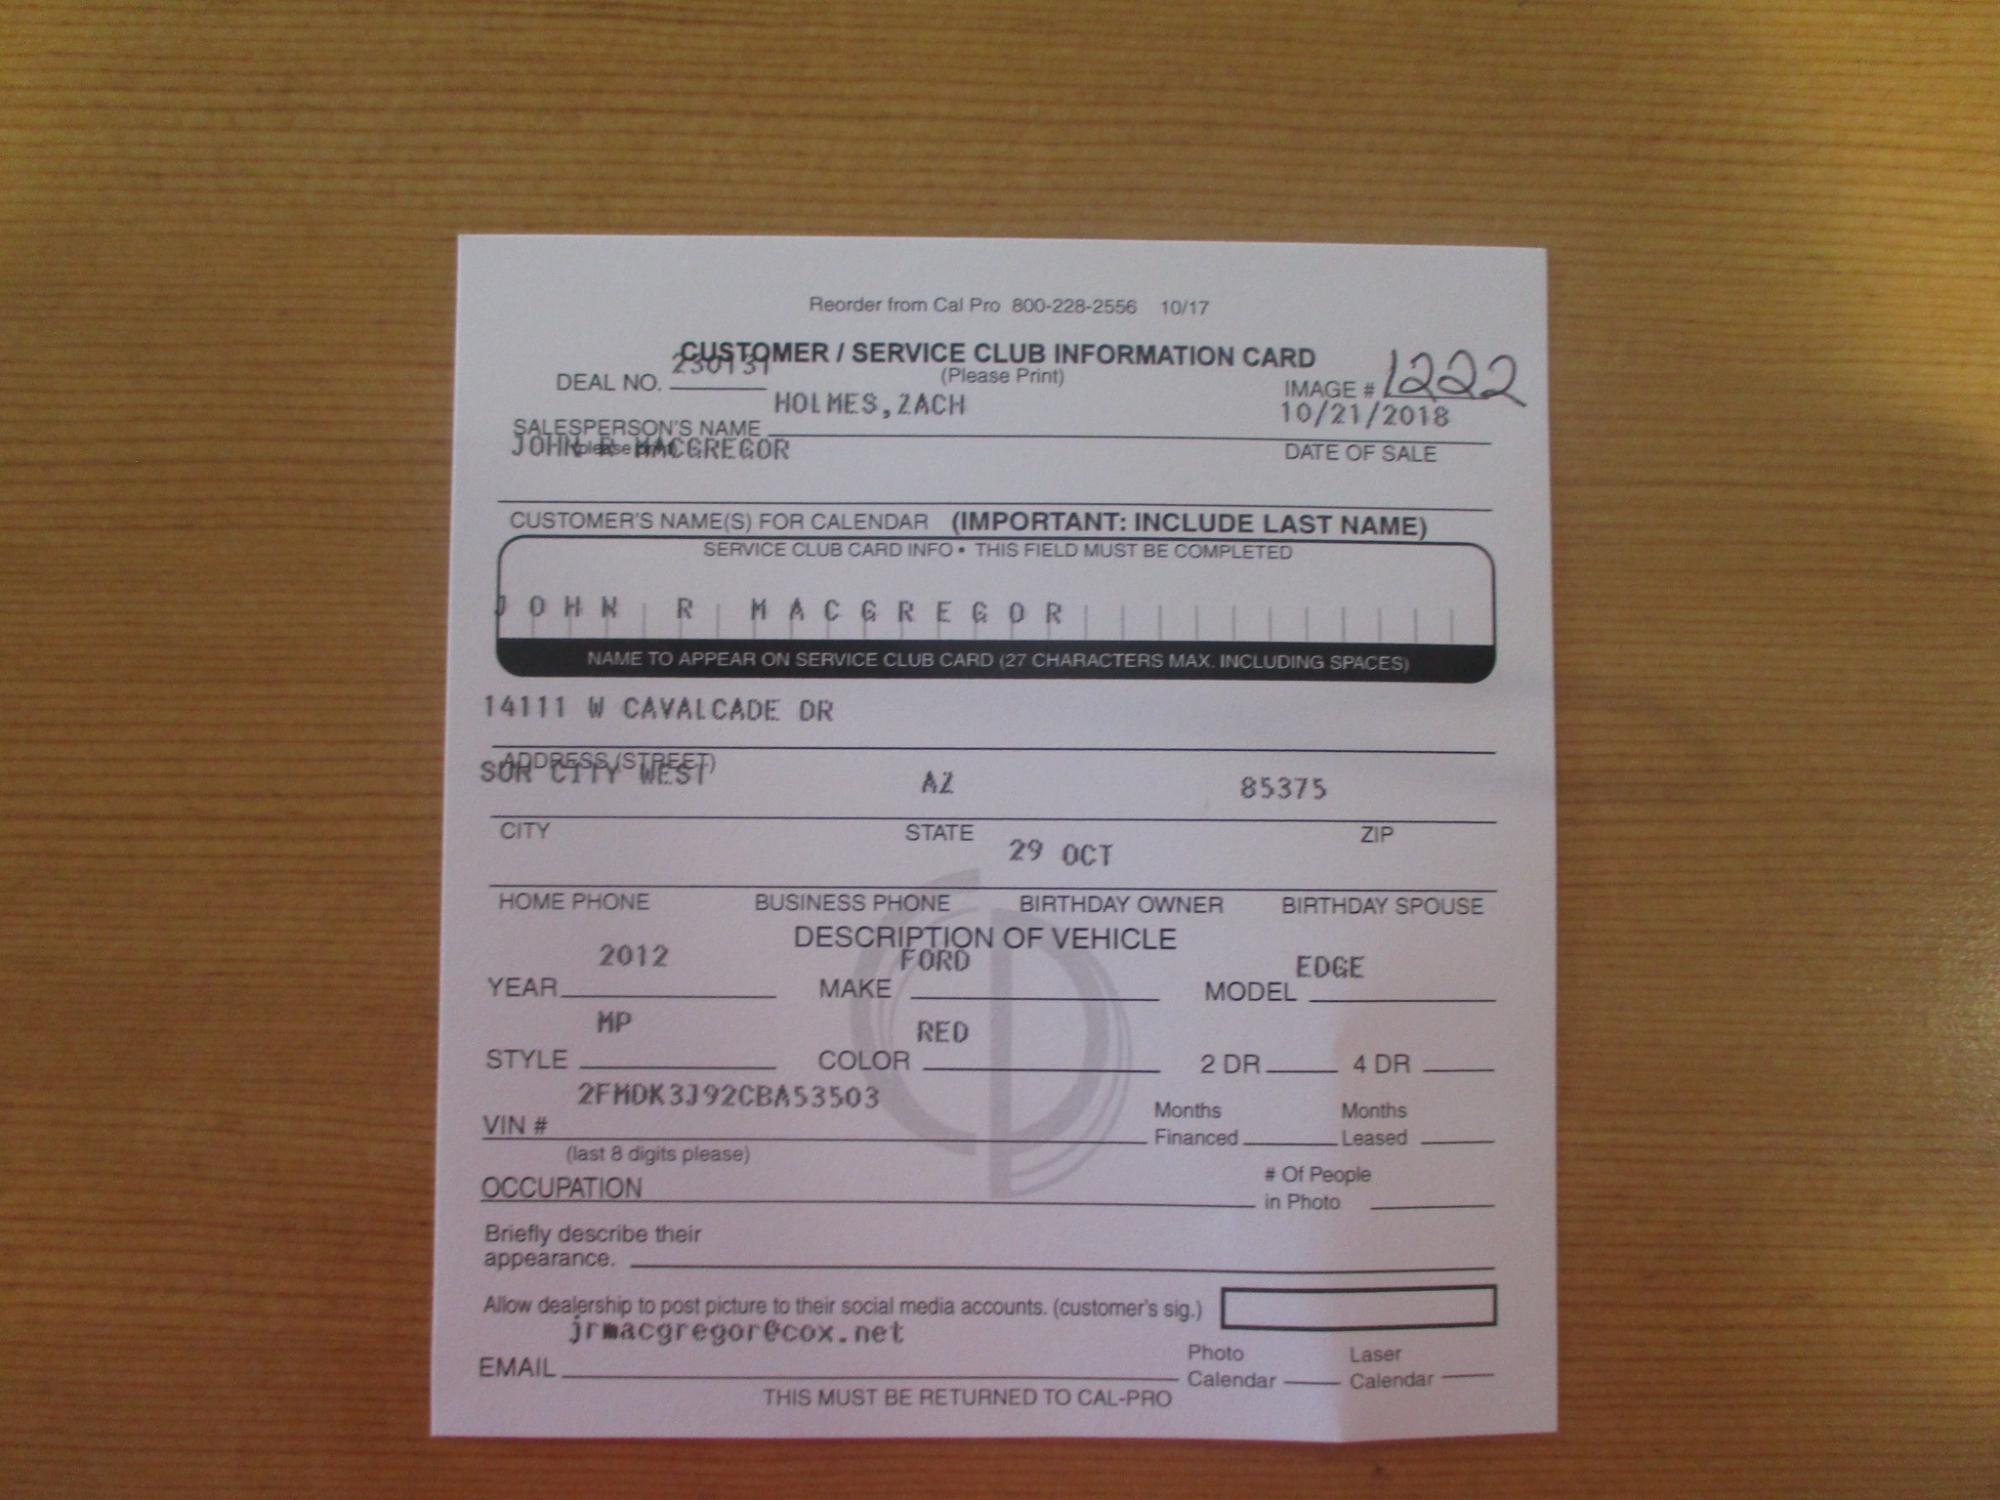 Reorder from Cal Pro 800-228-2556 10/17
CUSTOMER / SERVICE CLUB INFORMATION CARD
(Please Print)
DEAL NO. 230131
IMAGE # 1222
HOLMES,ZACH
10/21/2018
SALESPERSON'S NAME
(please print)
DATE OF SALE
JOHN R MACGREGOR
CUSTOMER'S NAME(S) FOR CALENDAR (IMPORTANT: INCLUDE LAST NAME)
SERVICE CLUB CARD INFO • THIS FIELD MUST BE COMPLETED
JOHN R MACGREGOR
NAME TO APPEAR ON SERVICE CLUB CARD (27 CHARACTERS MAX. INCLUDING SPACES)
14111 W CAVALCADE DR
ADDRESS (STREET)
CITY WEST AZ 85375
CITY STATE ZIP
29 OCT
HOME PHONE BUSINESS PHONE BIRTHDAY OWNER BIRTHDAY SPOUSE
DESCRIPTION OF VEHICLE
YEAR 2012 MAKE FORD MODEL EDGE
STYLE MP COLOR RED 2 DR 4 DR
VIN # 2FMDK3J92CBA53503
(last 8 digits please)
Months Financed
Months Leased
OCCUPATION
# Of People
in Photo
Briefly describe their
appearance.
Allow dealership to post picture to their social media accounts. (customer's sig.)
EMAIL jrmacgregor@cox.net
Photo Calendar
Laser Calendar
THIS MUST BE RETURNED TO CAL-PRO